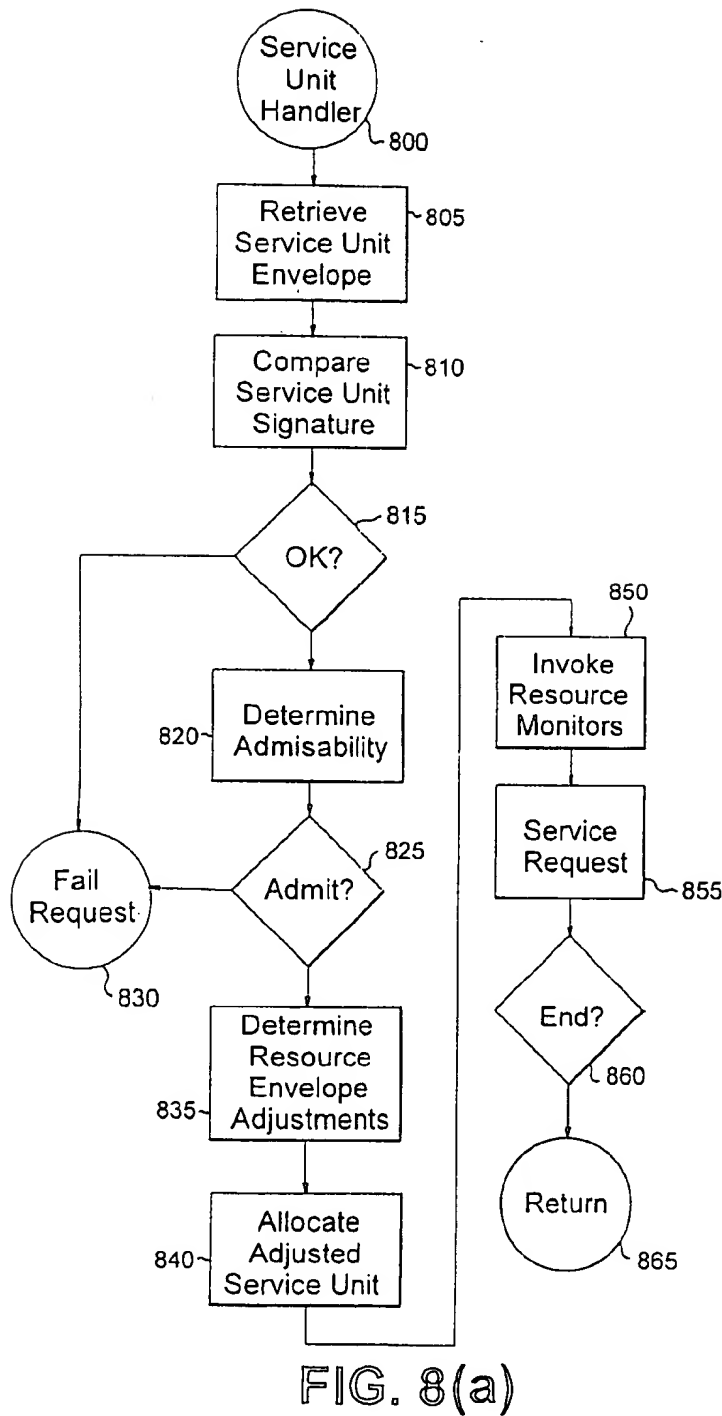 Service
Unit
Handler
800
Retrieve
Service Unit
Envelope
805
Compare
Service Unit
Signature
810
815
OK?
820
Determine
Admisability
825
Admit?
Fail
Request
830
Determine
Resource
Envelope
Adjustments
835
Allocate
Adjusted
Service Unit
840
850
Invoke
Resource
Monitors
Service
Request
855
End?
860
Return
865
FIG. 8(a)